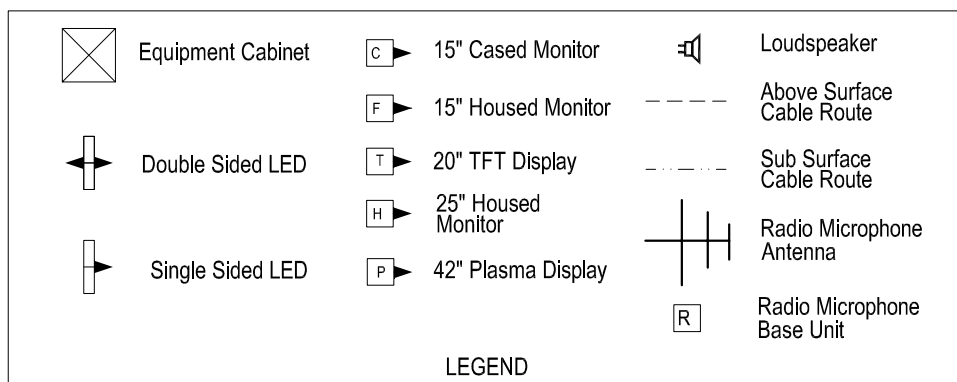 Equipment Cabinet
Double Sided LED
Single Sided LED
C 15" Cased Monitor
F 15" Housed Monitor
T 20" TFT Display
H 25" Housed
Monitor
P 42" Plasma Display
Loudspeaker
Above Surface
Cable Route
Sub Surface
Cable Route
Radio Microphone
Antenna
R Radio Microphone
Base Unit
LEGEND